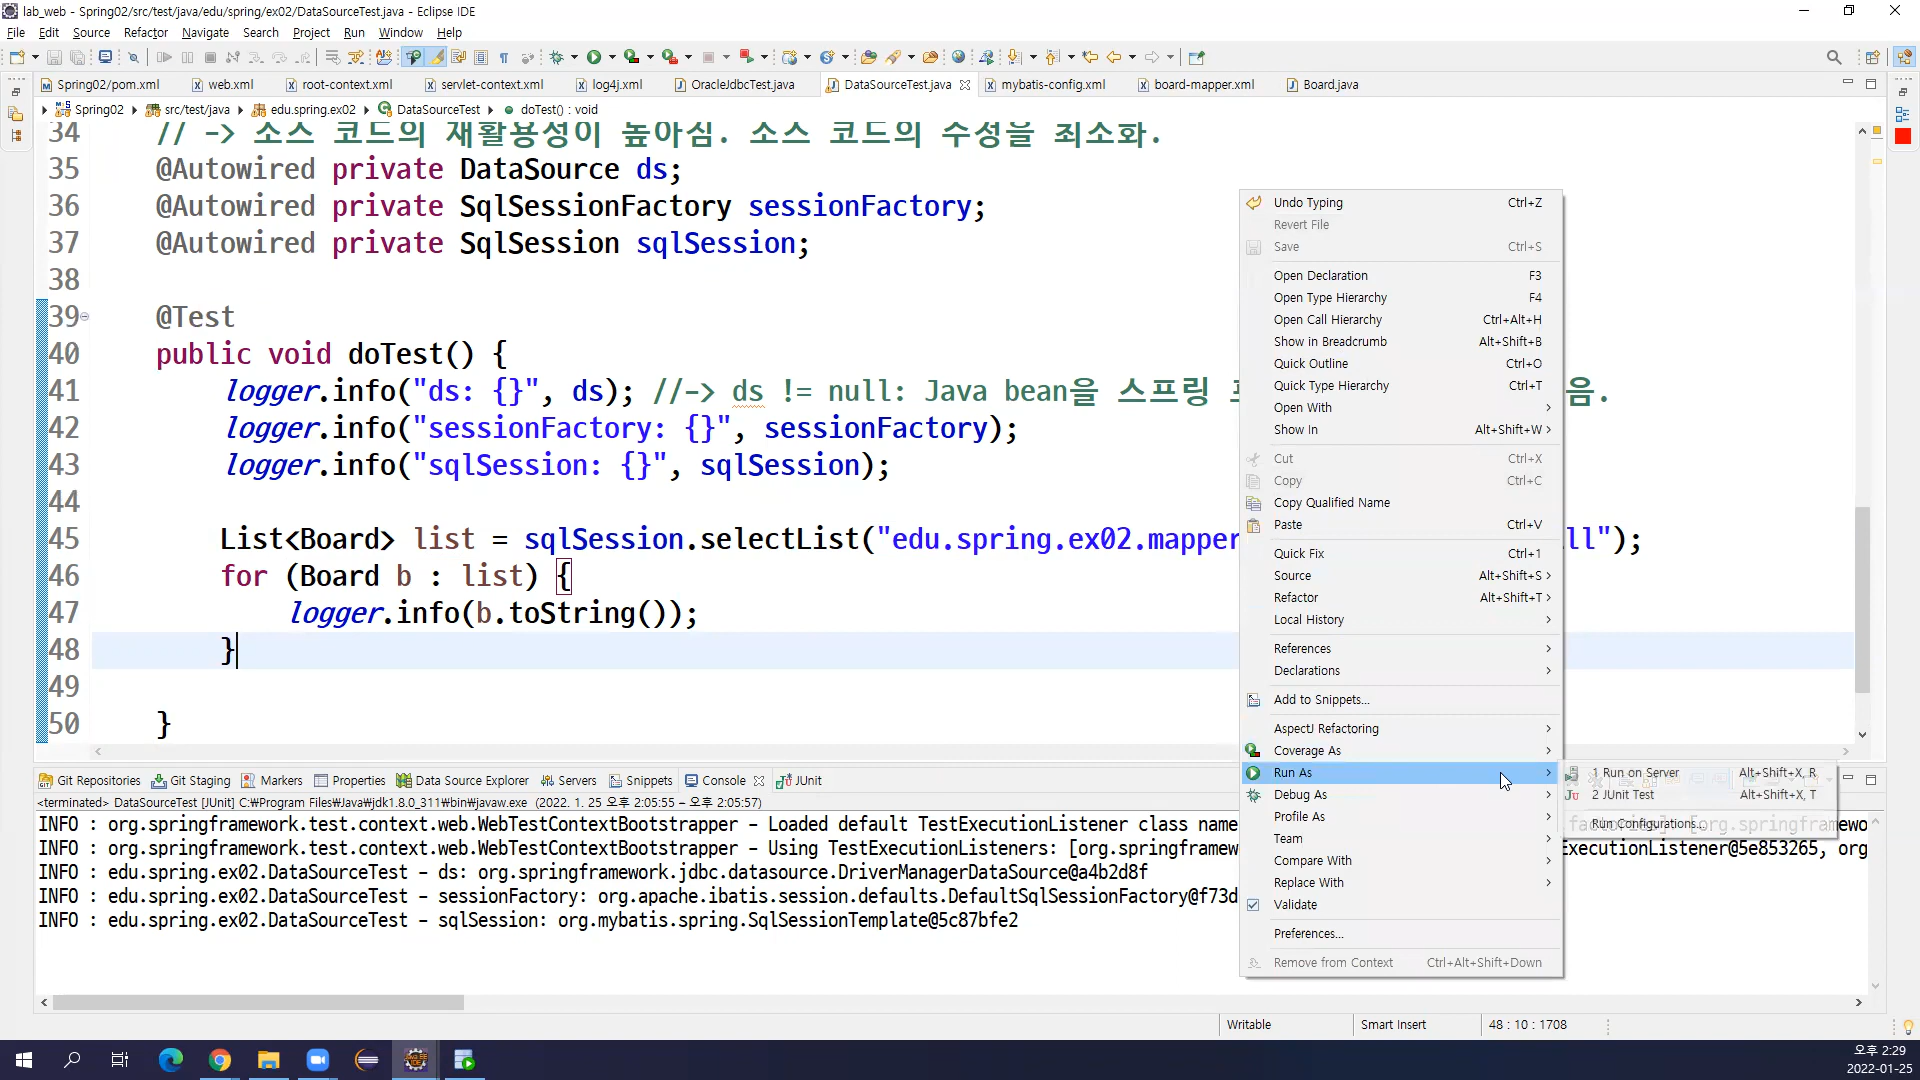 lab_web - Spring02/src/test/java/edu/spring/ex02/DataSourceTest.java - Eclipse IDE
File Edit Source Refactor Navigate Search Project Run Window Help
Spring02/pom.xml web.xml root-context.xml servlet-context.xml log4j.xml OracleJdbcTest.java DataSourceTest.java mybatis-config.xml board-mapper.xml Board.java
Spring02 src/test/java edu.spring.ex02 DataSourceTest doTest() : void
34 // -> 소스 코드의 재활용성이 높아짐. 소스 코드의 수정을 최소화.
35 @Autowired private DataSource ds;
36 @Autowired private SqlSessionFactory sessionFactory;
37 @Autowired private SqlSession sqlSession;
38
39 @Test
40 public void doTest() {
41 logger.info("ds: {}", ds); //-> ds != null: Java bean을 스프링 음.
42 logger.info("sessionFactory: {}", sessionFactory);
43 logger.info("sqlSession: {}", sqlSession);
44
45 List<Board> list = sqlSession.selectList("edu.spring.ex02.mapper ll");
46 for (Board b : list) {
47 logger.info(b.toString());
48 }
49
50 }
Undo Typing Ctrl+Z
Revert File
Save Ctrl+S
Open Declaration F3
Open Type Hierarchy F4
Open Call Hierarchy Ctrl+Alt+H
Show in Breadcrumb Alt+Shift+B
Quick Outline Ctrl+O
Quick Type Hierarchy Ctrl+T
Open With
Show In Alt+Shift+W
Cut Ctrl+X
Copy Ctrl+C
Copy Qualified Name
Paste Ctrl+V
Quick Fix Ctrl+1
Source Alt+Shift+S
Refactor Alt+Shift+T
Local History
References
Declarations
Add to Snippets...
AspectJ Refactoring
Coverage As
Run As
Debug As
Profile As
Team
Compare With
Replace With
Validate
Preferences...
Remove from Context Ctrl+Alt+Shift+Down
1 Run on Server Alt+Shift+X, R
2 JUnit Test Alt+Shift+X, T
Run Configurations...
Git Repositories Git Staging Markers Properties Data Source Explorer Servers Snippets Console JUnit
<terminated> DataSourceTest [JUnit] C:\Program Files\Java\jdk1.8.0_311\bin\javaw.exe (2022. 1. 25 오후 2:05:55 – 오후 2:05:57)
INFO : org.springframework.test.context.web.WebTestContextBootstrapper - Loaded default TestExecutionListener class name [org.springframewo
INFO : org.springframework.test.context.web.WebTestContextBootstrapper - Using TestExecutionListeners: [org.springframew ExecutionListener@5e853265, org
INFO : edu.spring.ex02.DataSourceTest - ds: org.springframework.jdbc.datasource.DriverManagerDataSource@a4b2d8f
INFO : edu.spring.ex02.DataSourceTest - sessionFactory: org.apache.ibatis.session.defaults.DefaultSqlSessionFactory@f73d
INFO : edu.spring.ex02.DataSourceTest - sqlSession: org.mybatis.spring.SqlSessionTemplate@5c87bfe2
Writable Smart Insert 48 : 10 : 1708
오후 2:29
2022-01-25